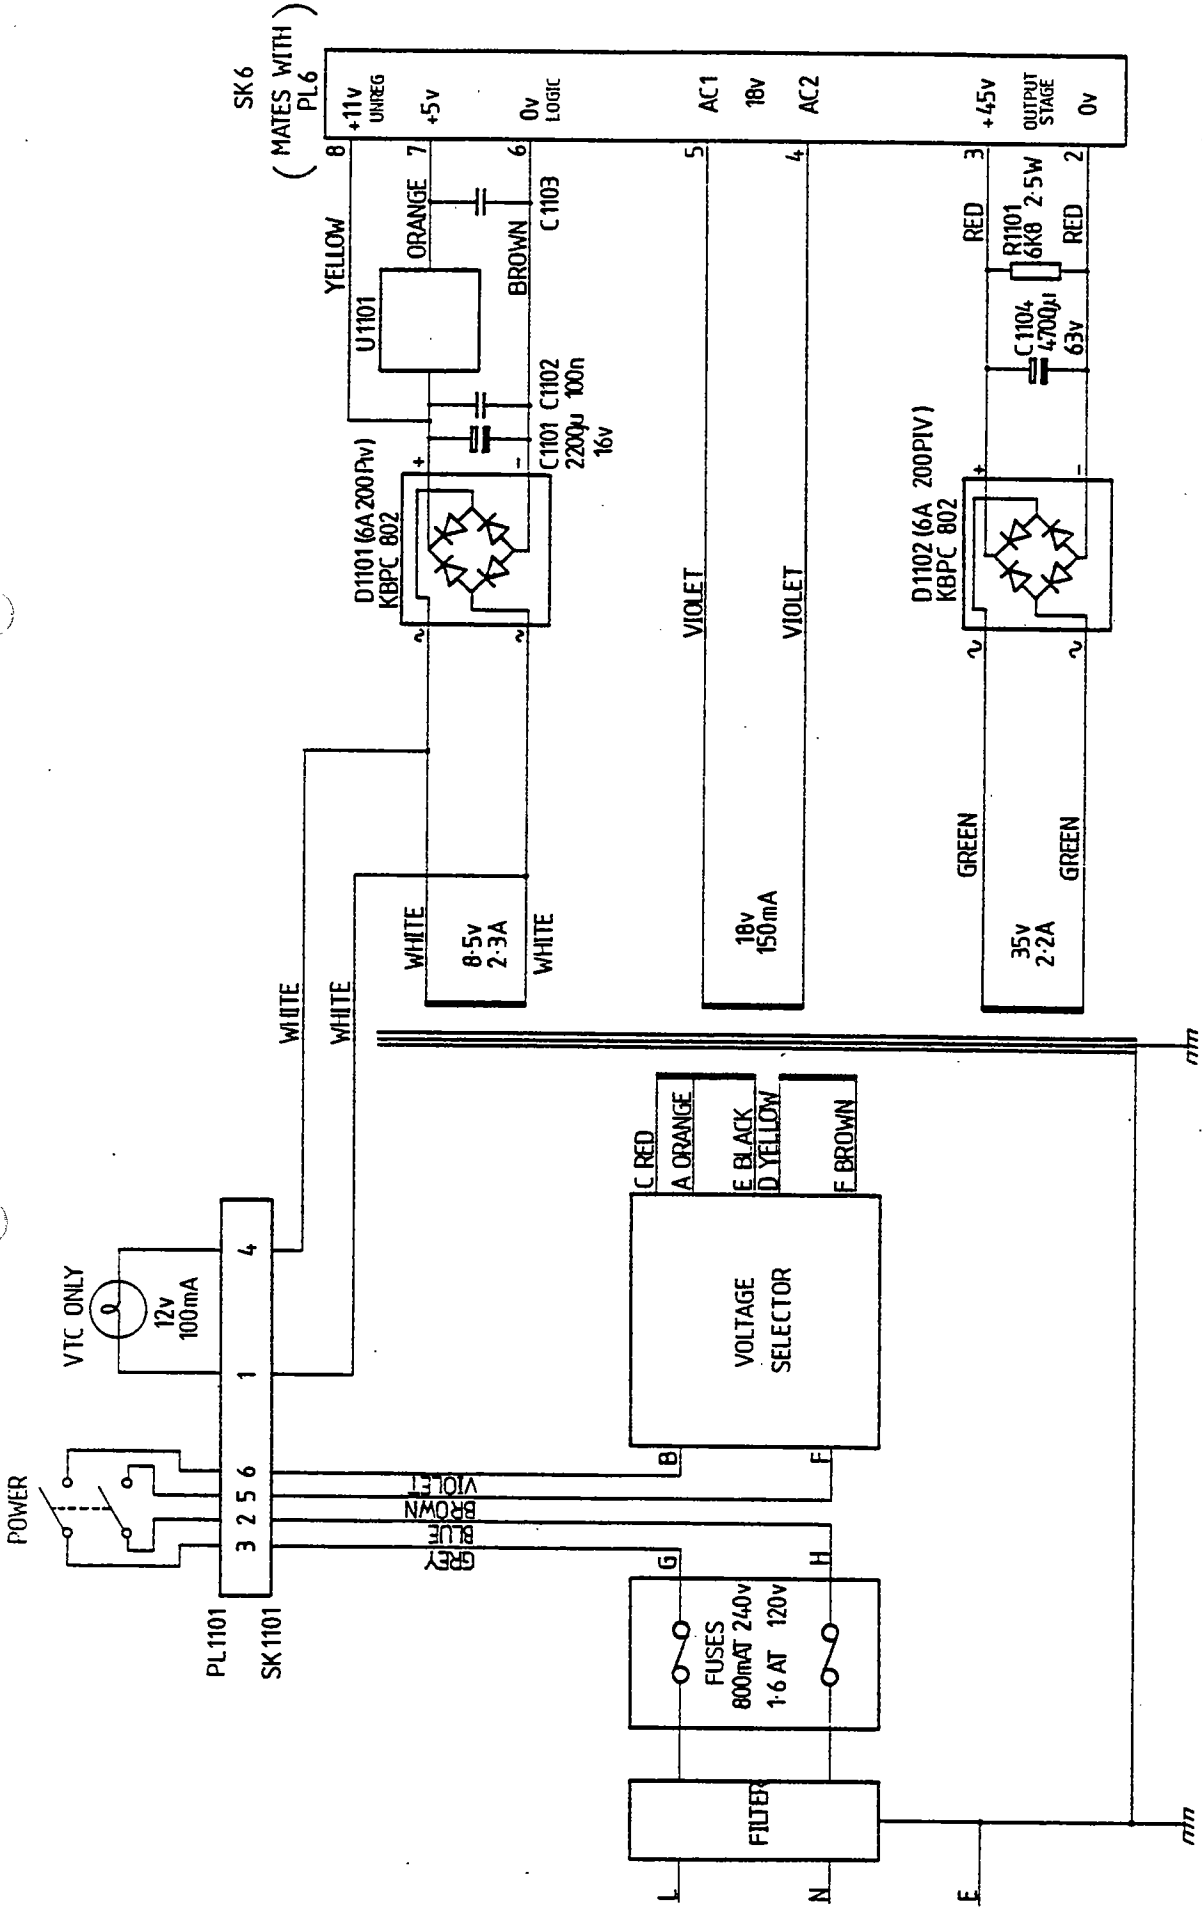 SK6
( MATES WITH )
PL6
+11v
UNREG
+5v
0v
LOGIC
AC1
18v
AC2
+45v
OUTPUT
STAGE
0v
8
7
6
5
4
3
2
YELLOW
ORANGE
BROWN
C1103
U1101
C1101
2200µ
16v
C1102
100n
RED
R1101
6K8 2·5W
RED
C1104
4700µ
63v
D1101 (6A 200Piv)
KBPC 802
+
-
~
~
VIOLET
VIOLET
D1102 (6A 200PIV)
KBPC 802
+
-
~
~
WHITE
8·5v
2·3A
WHITE
18v
150mA
GREEN
35v
2·2A
GREEN
WHITE
WHITE
C RED
A ORANGE
E BLACK
D YELLOW
F BROWN
VTC ONLY
12v
100mA
4
1
6
5
2
3
POWER
PL1101
SK1101
VOLTAGE
SELECTOR
B
F
VIOLET
BROWN
BLUE
GREY
G
H
FUSES
800mAT 240v
1·6 AT 120v
FILTER
L
N
E